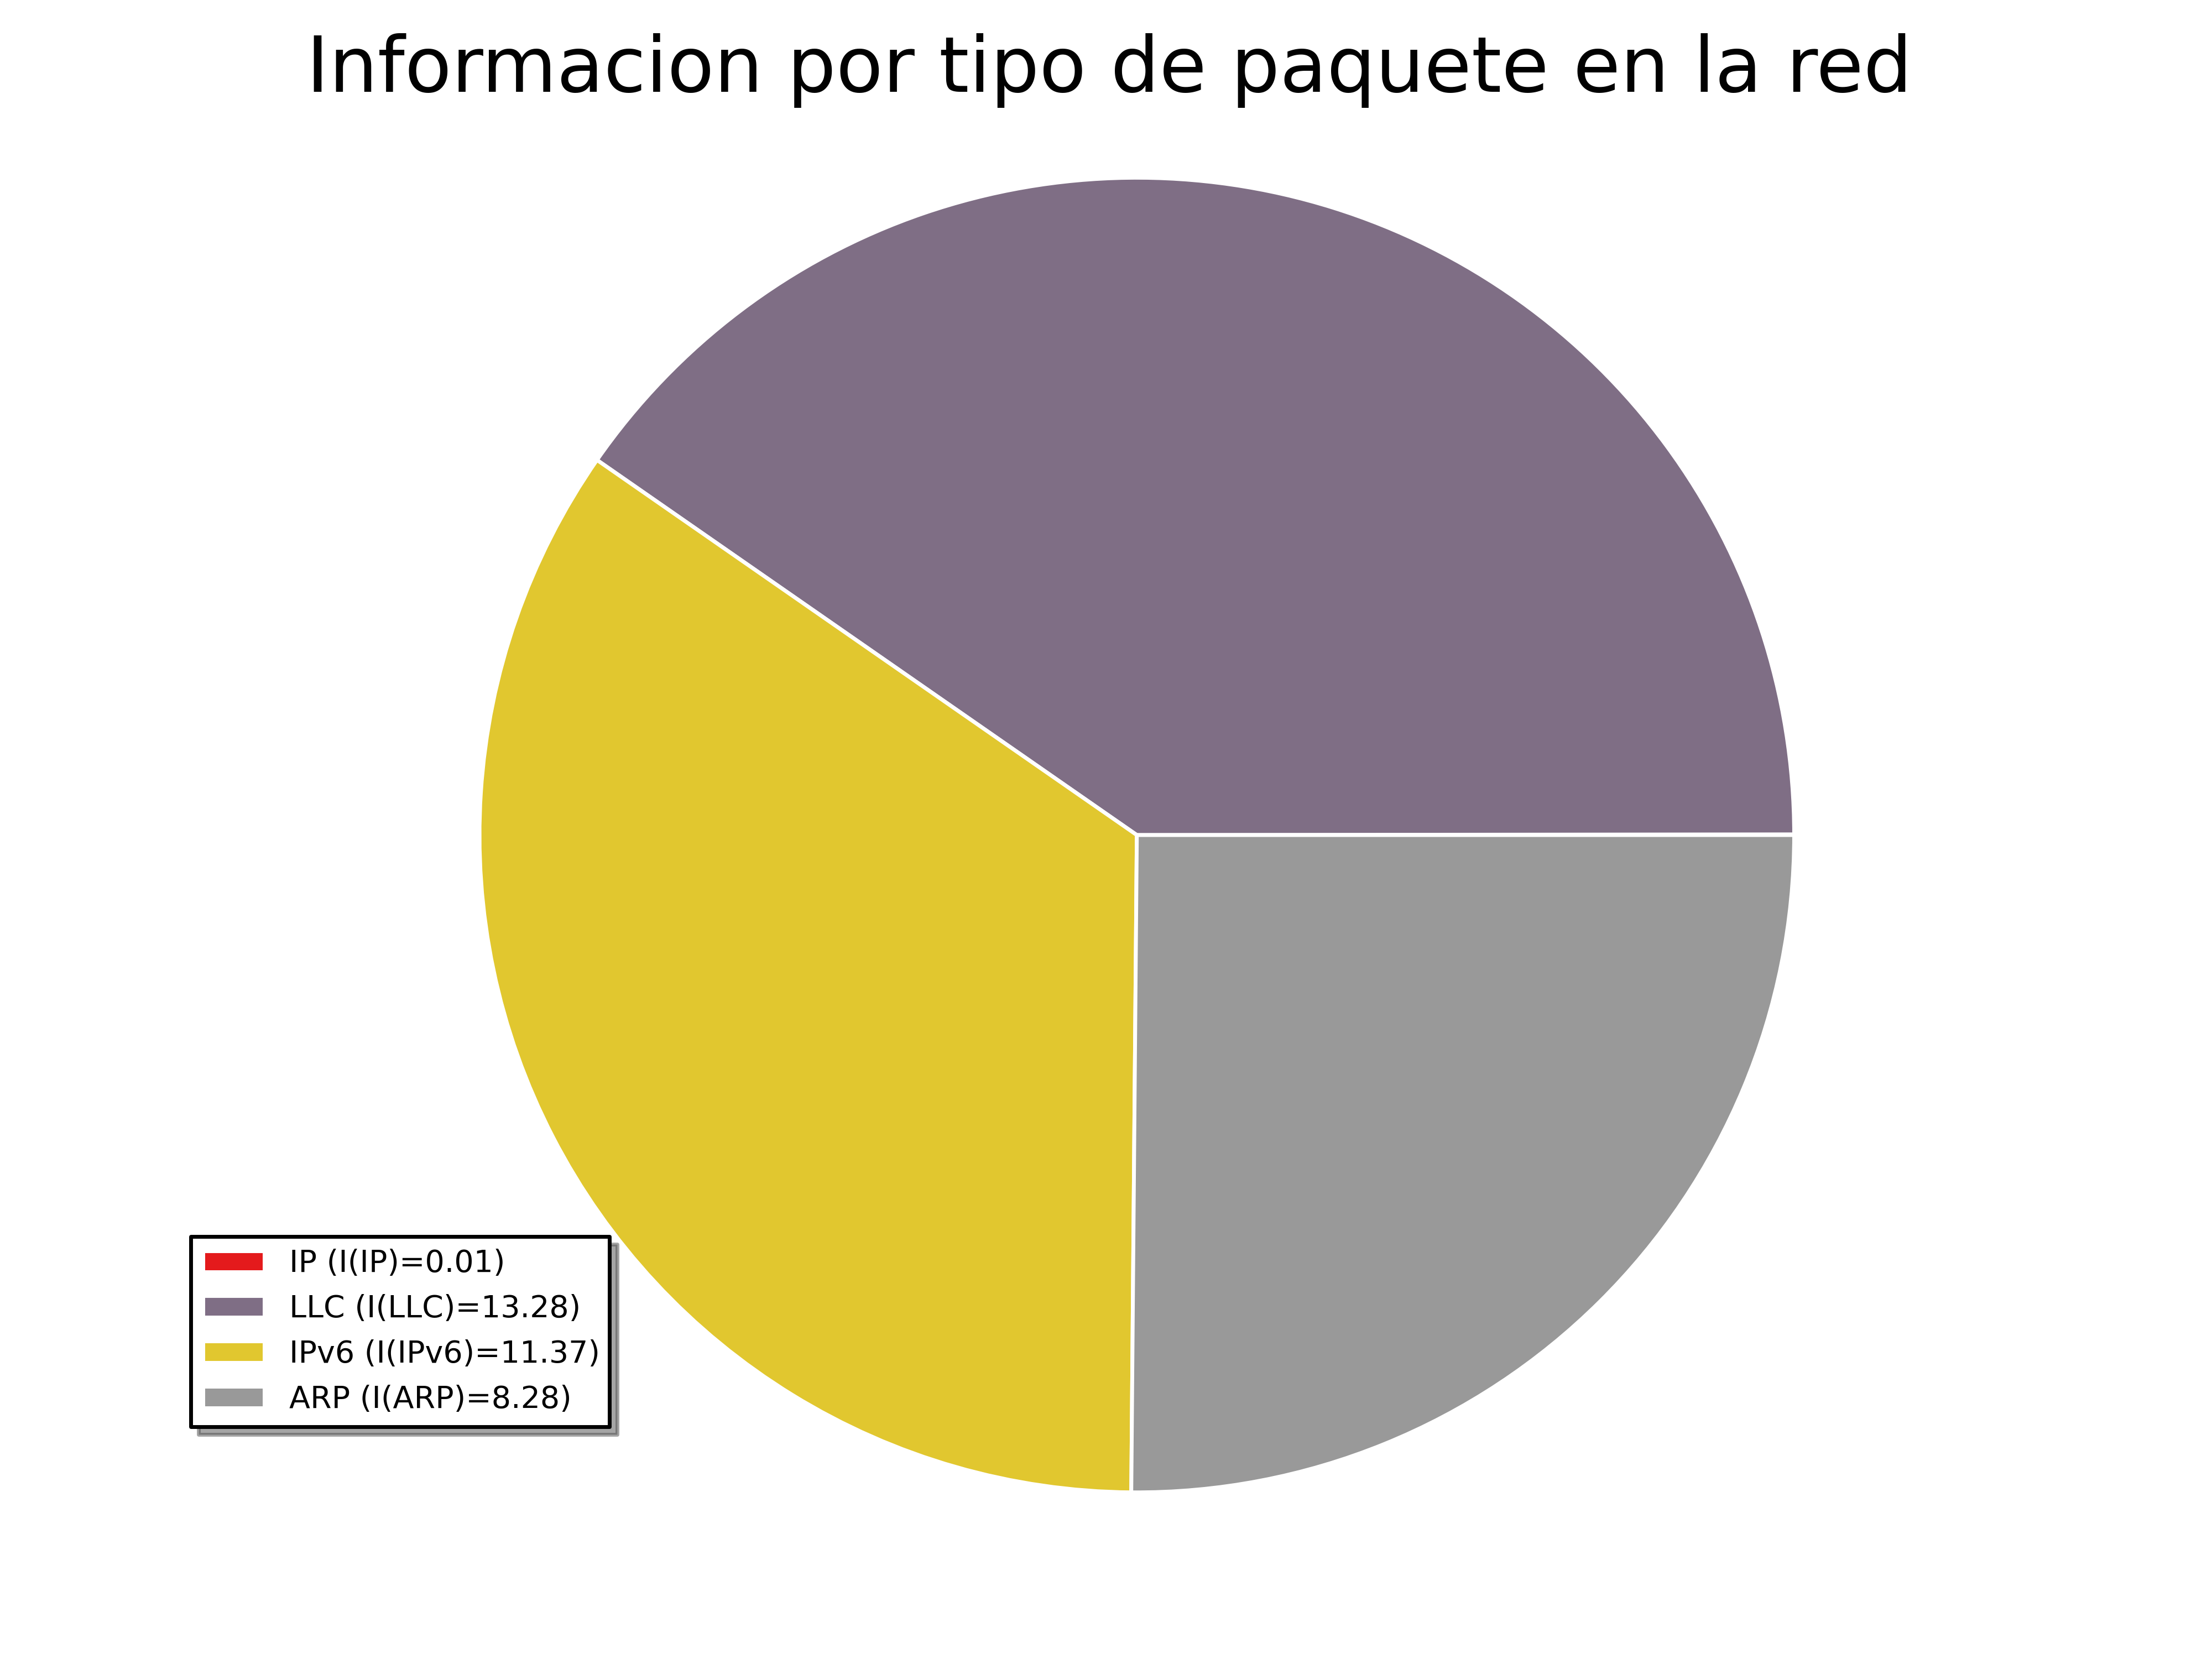 Informacion por tipo de paquete en la red
IP (I(IP)=0.01)
LLC (I(LLC)=13.28)
IPv6 (I(IPv6)=11.37)
ARP (I(ARP)=8.28)